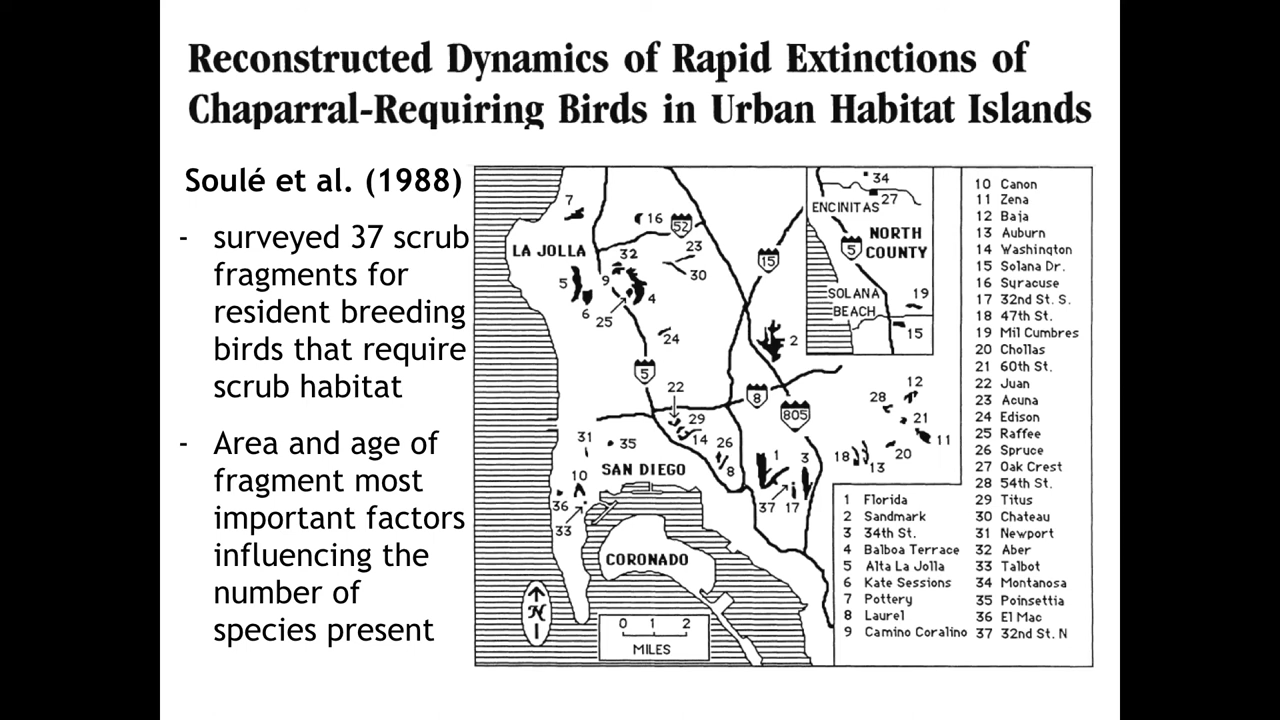 Reconstructed Dynamics of Rapid Extinctions of
Chaparral-Requiring Birds in Urban Habitat Islands
Soulé et al. (1988)
- surveyed 37 scrub
fragments for
resident breeding
birds that require
scrub habitat
- Area and age of
fragment most
important factors
influencing the
number of
species present
7
16
52
LA JOLLA
32
23
9
30
5
4
6
25
24
15
2
5
22
8
805
29
14
26
8
31
35
SAN DIEGO
10
36
33
1
3
37
17
CORONADO
N
0 1 2
MILES
34
27
ENCINITAS
NORTH
COUNTY
5
SOLANA
BEACH
19
15
12
28
21
11
20
18
13
10 Canon
11 Zena
12 Baja
13 Auburn
14 Washington
15 Solana Dr.
16 Syracuse
17 32nd St. S.
18 47th St.
19 Mil Cumbres
20 Chollas
21 60th St.
22 Juan
23 Acuna
24 Edison
25 Raffee
26 Spruce
27 Oak Crest
28 54th St.
1 Florida
2 Sandmark
3 34th St.
4 Balboa Terrace
5 Alta La Jolla
6 Kate Sessions
7 Pottery
8 Laurel
9 Camino Coralino
29 Titus
30 Chateau
31 Newport
32 Aber
33 Talbot
34 Montanosa
35 Poinsettia
36 El Mac
37 32nd St. N